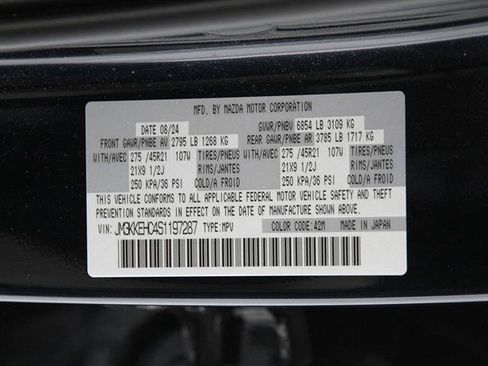 MFD. BY MAZDA MOTOR CORPORATION
DATE 08/24 GVWR/PNBV 6854 LB 3109 KG
FRONT GAWR/PNBE AV 2795 LB 1268 KG REAR GAWR/PNBE AR 3785 LB 1717 KG
WITH/AVEC 275 /45R21 107W TIRES/PNEUS WITH/AVEC 275 /45R21 107W TIRES/PNEUS
21X9 1/2J RIMS/JANTES 21X9 1/2J RIMS/JANTES
250 KPA/36 PSI COLD/A FROID 250 KPA/36 PSI COLD/A FROID
THIS VEHICLE CONFORMS TO ALL APPLICABLE FEDERAL MOTOR VEHICLE SAFETY AND THEFT
PREVENTION STANDARDS IN EFFECT ON THE DATE OF MANUFACTURE SHOWN ABOVE.
VIN: JM3KKEHC4S1197287 TYPE:MPV COLOR CODE:42M MADE IN JAPAN